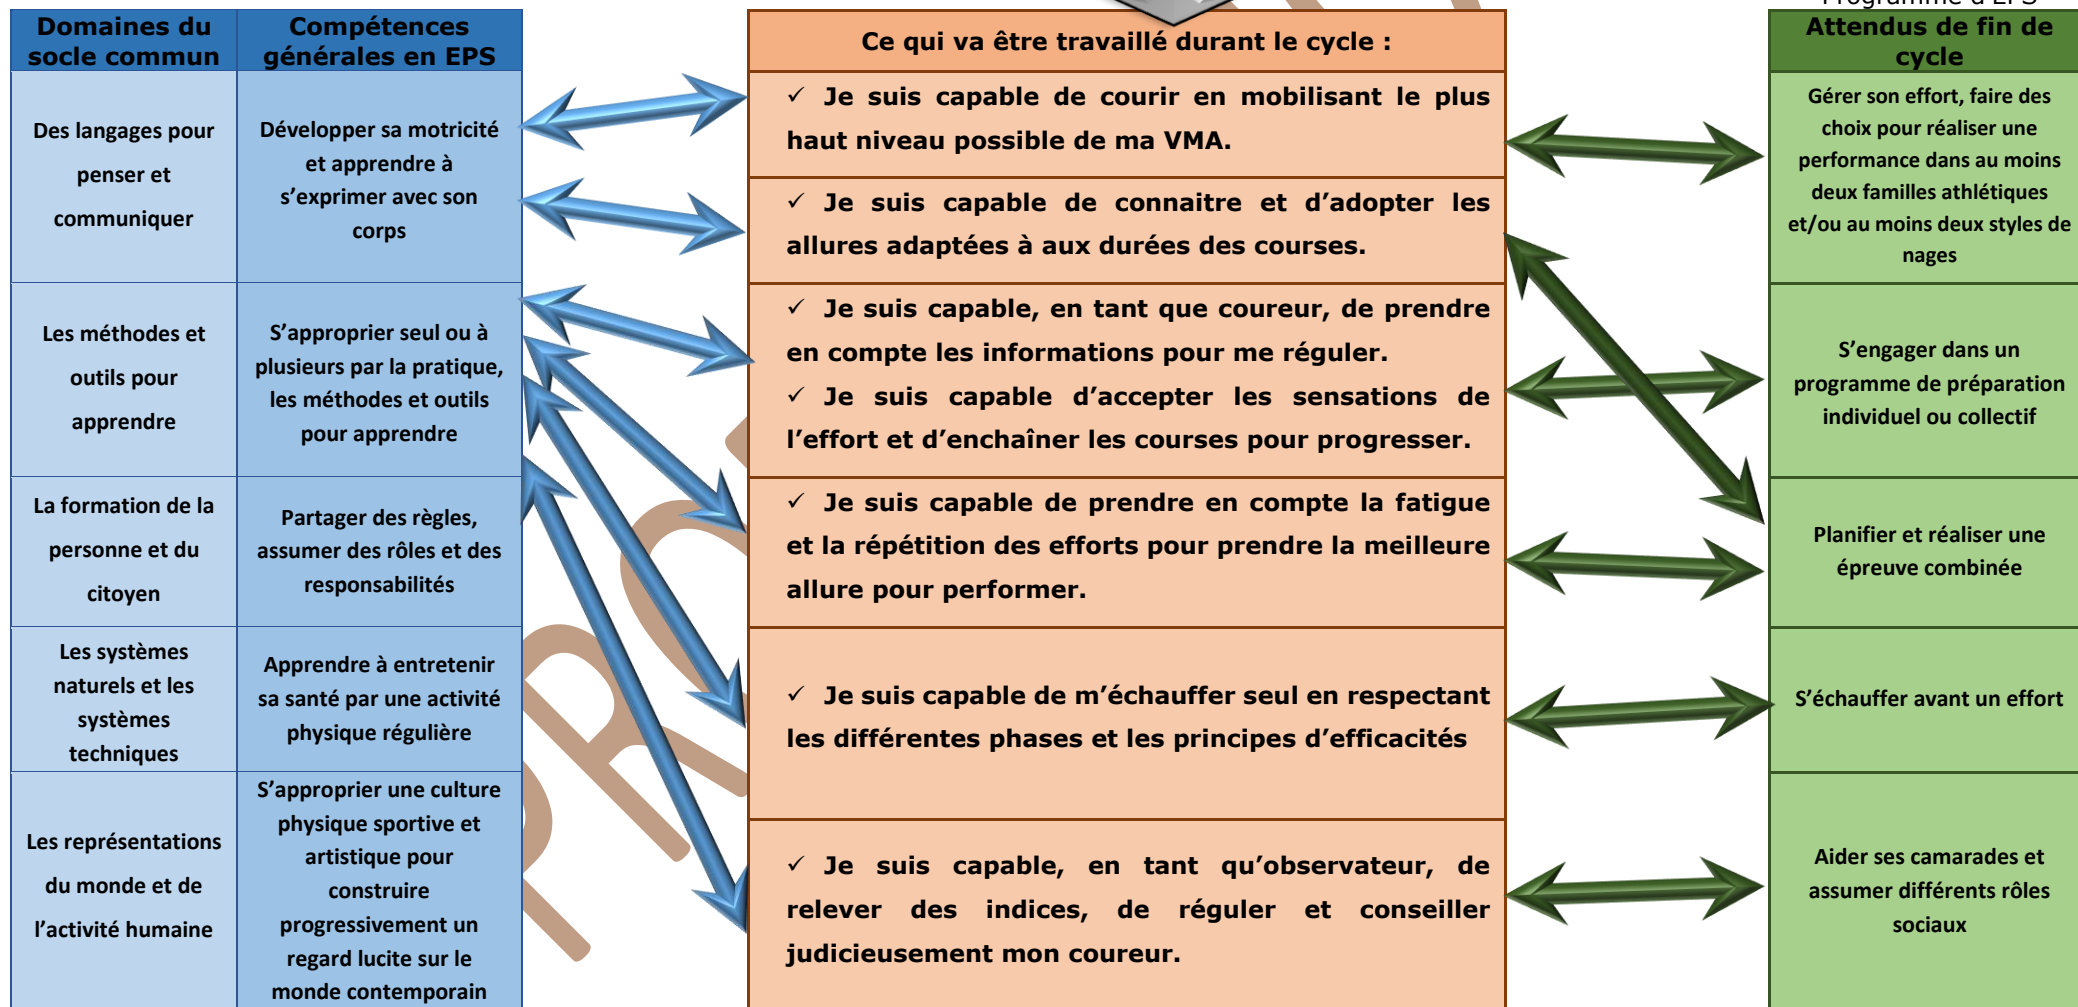 Programme d'EPS
Domaines du
socle commun
Compétences
générales en EPS
Ce qui va être travaillé durant le cycle :
Attendus de fin de
cycle
Des langages pour
penser et
communiquer
Développer sa motricité
et apprendre à
s’exprimer avec son
corps
✓ Je suis capable de courir en mobilisant le plus
haut niveau possible de ma VMA.
✓ Je suis capable de connaitre et d’adopter les
allures adaptées à aux durées des courses.
Gérer son effort, faire des
choix pour réaliser une
performance dans au moins
deux familles athlétiques
et/ou au moins deux styles de
nages
Les méthodes et
outils pour
apprendre
S’approprier seul ou à
plusieurs par la pratique,
les méthodes et outils
pour apprendre
✓ Je suis capable, en tant que coureur, de prendre
en compte les informations pour me réguler.
✓ Je suis capable d’accepter les sensations de
l’effort et d’enchaîner les courses pour progresser.
S’engager dans un
programme de préparation
individuel ou collectif
La formation de la
personne et du
citoyen
Partager des règles,
assumer des rôles et des
responsabilités
✓ Je suis capable de prendre en compte la fatigue
et la répétition des efforts pour prendre la meilleure
allure pour performer.
Planifier et réaliser une
épreuve combinée
Les systèmes
naturels et les
systèmes
techniques
Apprendre à entretenir
sa santé par une activité
physique régulière
✓ Je suis capable de m’échauffer seul en respectant
les différentes phases et les principes d’efficacités
S’échauffer avant un effort
Les représentations
du monde et de
l’activité humaine
S’approprier une culture
physique sportive et
artistique pour
construire
progressivement un
regard lucite sur le
monde contemporain
✓ Je suis capable, en tant qu’observateur, de
relever des indices, de réguler et conseiller
judicieusement mon coureur.
Aider ses camarades et
assumer différents rôles
sociaux